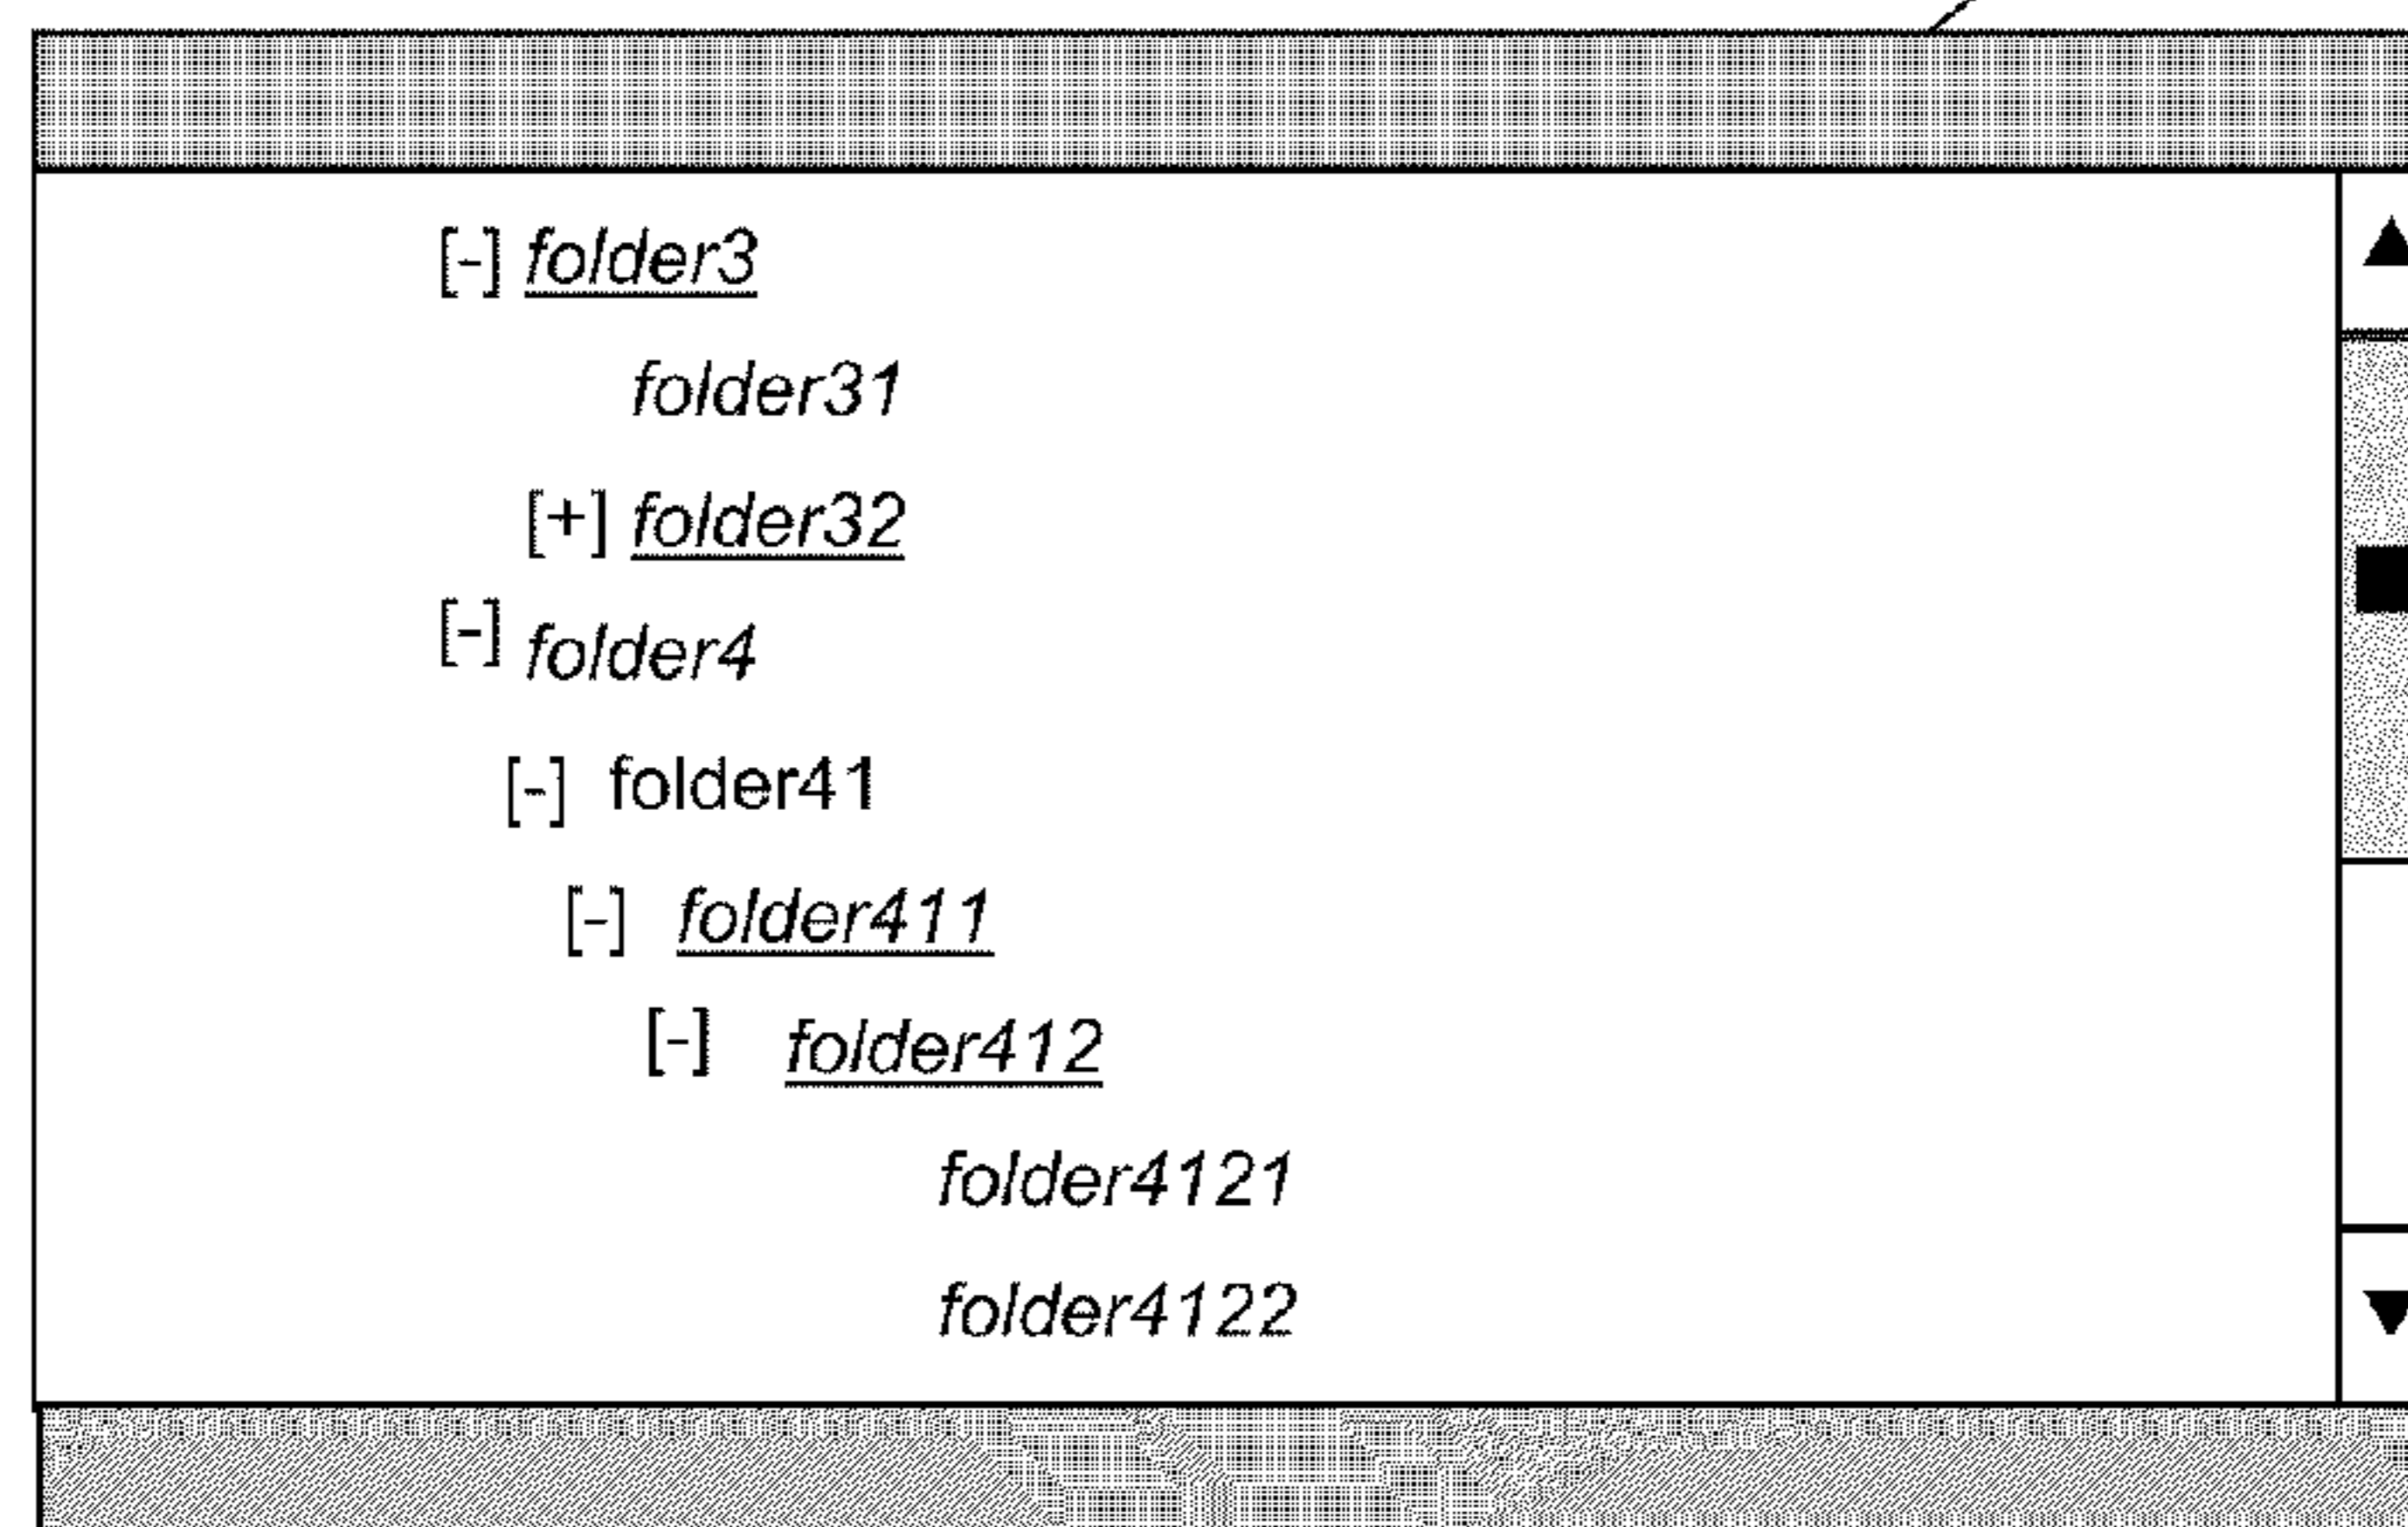 [-] folder3
folder31
[+] folder32
[-] folder4
[-] folder41
[-] folder411
[-] folder412
folder4121
folder4122